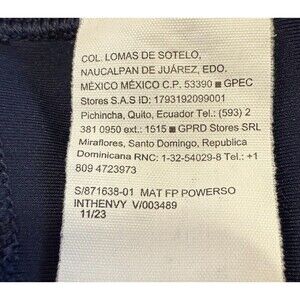 COL. LOMAS DE SOTELO,
NAUCALPAN DE JUÁREZ, EDO.
MÉXICO MÉXICO C.P. 53390 ■ GPEC
Stores S.A.S ID: 1793192099001
Pichincha, Quito, Ecuador Tel: (593) 2
381 0950 ext.: 1515 ■ GPRD Stores SRL
Miraflores, Santo Domingo, Republica
Dominicana RNC: 1-32-54029-8 Tel: +1
809 4723973
S/871638-01 MAT FP POWERSO
INTHENVY V/003489
11/23